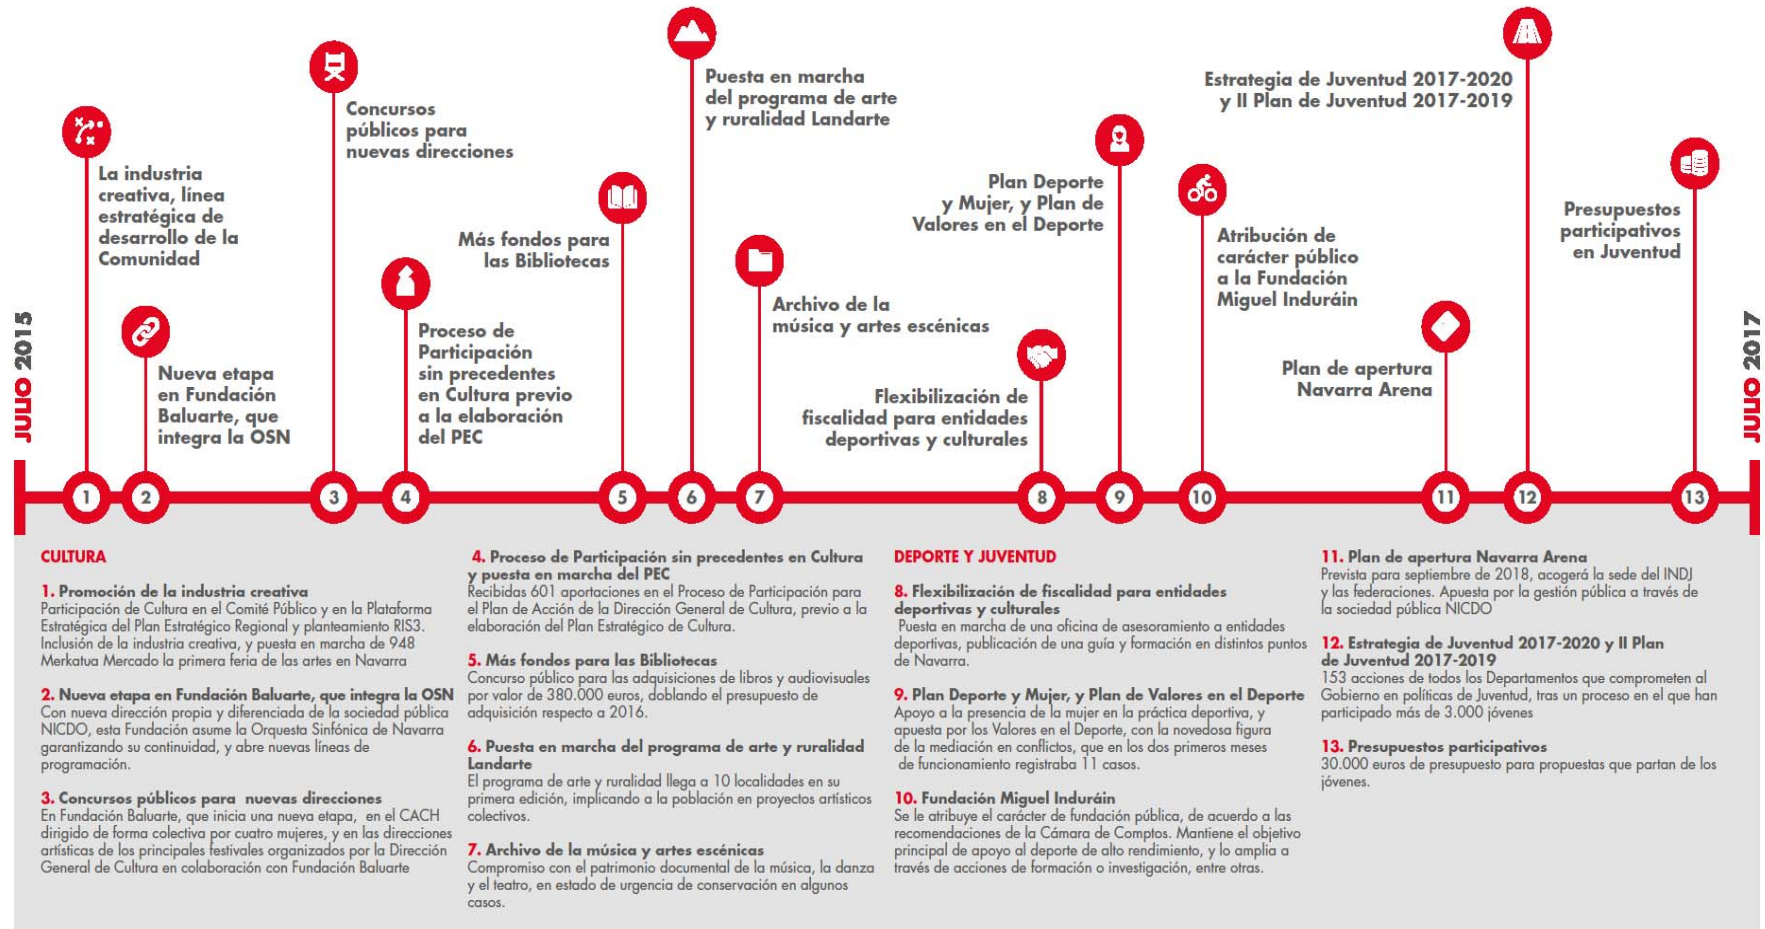 La industria
creativa, línea
estratégica de
desarrollo de la
Comunidad
Nueva etapa
en Fundación
Baluarte, que
integra la OSN
Concursos
públicos para
nuevas direcciones
Proceso de
Participación
sin precedentes
en Cultura previo
a la elaboración
del PEC
Más fondos para
las Bibliotecas
Puesta en marcha
del programa de arte
y ruralidad Landarte
Archivo de la
música y artes escénicas
Flexibilización de
fiscalidad para entidades
deportivas y culturales
Plan Deporte
y Mujer, y Plan de
Valores en el Deporte
Atribución de
carácter público
a la Fundación
Miguel Induráin
Plan de apertura
Navarra Arena
Estrategia de Juventud 2017-2020
y II Plan de Juventud 2017-2019
Presupuestos
participativos
en Juventud
JULIO 2015
JULIO 2017
1
2
3
4
5
6
7
8
9
10
11
12
13
CULTURA
1. Promoción de la industria creativa
Participación de Cultura en el Comité Público y en la Plataforma
Estratégica del Plan Estratégico Regional y planteamiento RIS3.
Inclusión de la industria creativa, y puesta en marcha de 948
Merkatua Mercado la primera feria de las artes en Navarra
2. Nueva etapa en Fundación Baluarte, que integra la OSN
Con nueva dirección propia y diferenciada de la sociedad pública
NICDO, esta Fundación asume la Orquesta Sinfónica de Navarra
garantizando su continuidad, y abre nuevas líneas de
programación.
3. Concursos públicos para nuevas direcciones
En Fundación Baluarte, que inicia una nueva etapa, en el CACH
dirigido de forma colectiva por cuatro mujeres, y en las direcciones
artísticas de los principales festivales organizados por la Dirección
General de Cultura en colaboración con Fundación Baluarte
4. Proceso de Participación sin precedentes en Cultura
y puesta en marcha del PEC
Recibidas 601 aportaciones en el Proceso de Participación para
el Plan de Acción de la Dirección General de Cultura, previo a la
elaboración del Plan Estratégico de Cultura.
5. Más fondos para las Bibliotecas
Concurso público para las adquisiciones de libros y audiovisuales
por valor de 380.000 euros, doblando el presupuesto de
adquisición respecto a 2016.
6. Puesta en marcha del programa de arte y ruralidad
Landarte
El programa de arte y ruralidad llega a 10 localidades en su
primera edición, implicando a la población en proyectos artísticos
colectivos.
7. Archivo de la música y artes escénicas
Compromiso con el patrimonio documental de la música, la danza
y el teatro, en estado de urgencia de conservación en algunos
casos.
DEPORTE Y JUVENTUD
8. Flexibilización de fiscalidad para entidades
deportivas y culturales
Puesta en marcha de una oficina de asesoramiento a entidades
deportivas, publicación de una guía y formación en distintos puntos
de Navarra.
9. Plan Deporte y Mujer, y Plan de Valores en el Deporte
Apoyo a la presencia de la mujer en la práctica deportiva, y
apuesta por los Valores en el Deporte, con la novedosa figura
de la mediación en conflictos, que en los dos primeros meses
de funcionamiento registraba 11 casos.
10. Fundación Miguel Induráin
Se le atribuye el carácter de fundación pública, de acuerdo a las
recomendaciones de la Cámara de Comptos. Mantiene el objetivo
principal de apoyo al deporte de alto rendimiento, y lo amplia a
través de acciones de formación o investigación, entre otras.
11. Plan de apertura Navarra Arena
Prevista para septiembre de 2018, acogerá la sede del INDJ
y las federaciones. Apuesta por la gestión pública a través de
la sociedad pública NICDO
12. Estrategia de Juventud 2017-2020 y II Plan
de Juventud 2017-2019
153 acciones de todos los Departamentos que comprometen al
Gobierno en políticas de Juventud, tras un proceso en el que han
participado más de 3.000 jóvenes
13. Presupuestos participativos
30.000 euros de presupuesto para propuestas que partan de los
jóvenes.